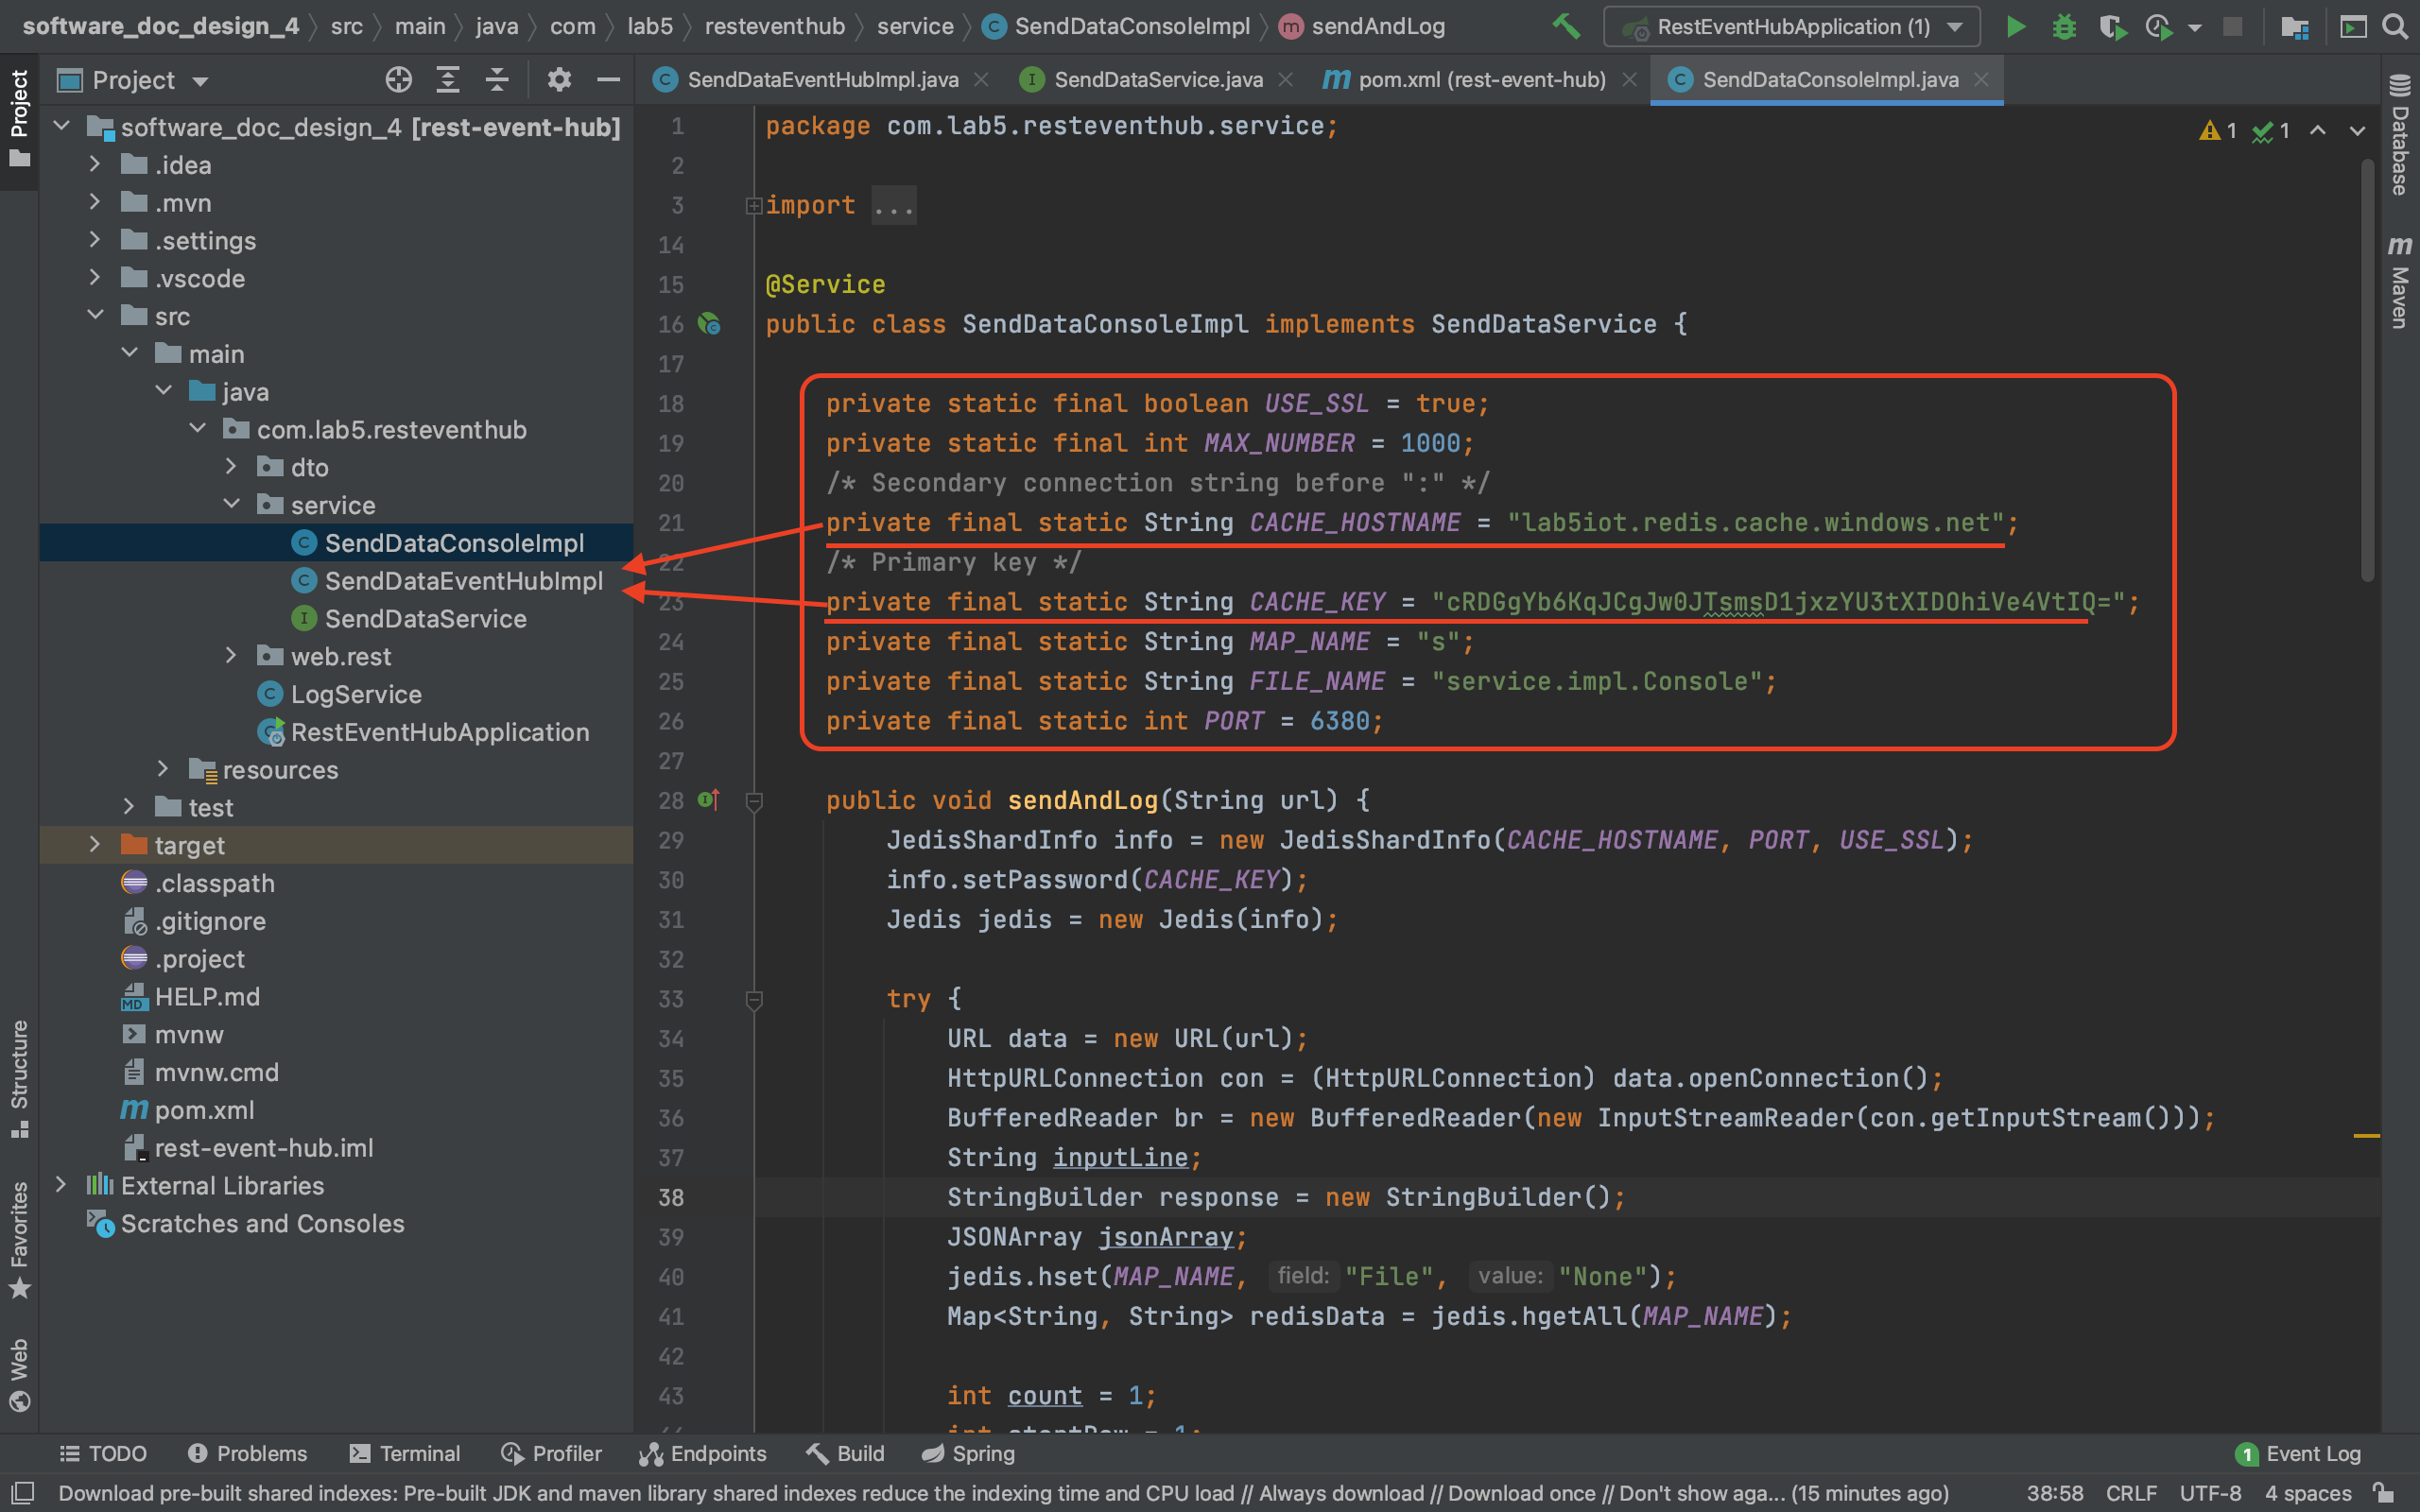 software_doc_design_4 src main java com lab5 resteventhub service SendDataConsoleImpl sendAndLog
RestEventHubApplication (1)
Project
SendDataEventHubImpl.java
SendDataService.java
pom.xml (rest-event-hub)
SendDataConsoleImpl.java
Project
software_doc_design_4 [rest-event-hub]
.idea
.mvn
.settings
.vscode
src
main
java
com.lab5.resteventhub
dto
service
SendDataConsoleImpl
SendDataEventHubImpl
SendDataService
web.rest
LogService
RestEventHubApplication
resources
test
target
.classpath
.gitignore
.project
HELP.md
mvnw
mvnw.cmd
pom.xml
rest-event-hub.iml
External Libraries
Scratches and Consoles
Structure
Favorites
Web
1 package com.lab5.resteventhub.service;
2
3 import ...
14
15 @Service
16 public class SendDataConsoleImpl implements SendDataService {
17
18 private static final boolean USE_SSL = true;
19 private static final int MAX_NUMBER = 1000;
20 /* Secondary connection string before ":" */
21 private final static String CACHE_HOSTNAME = "lab5iot.redis.cache.windows.net";
22 /* Primary key */
23 private final static String CACHE_KEY = "cRDGgYb6KqJCgJw0JTsmsD1jxzYU3tXIDOhiVe4VtIQ=";
24 private final static String MAP_NAME = "s";
25 private final static String FILE_NAME = "service.impl.Console";
26 private final static int PORT = 6380;
27
28 public void sendAndLog(String url) {
29 JedisShardInfo info = new JedisShardInfo(CACHE_HOSTNAME, PORT, USE_SSL);
30 info.setPassword(CACHE_KEY);
31 Jedis jedis = new Jedis(info);
32
33 try {
34 URL data = new URL(url);
35 HttpURLConnection con = (HttpURLConnection) data.openConnection();
36 BufferedReader br = new BufferedReader(new InputStreamReader(con.getInputStream()));
37 String inputLine;
38 StringBuilder response = new StringBuilder();
39 JSONArray jsonArray;
40 jedis.hset(MAP_NAME, field: "File", value: "None");
41 Map<String, String> redisData = jedis.hgetAll(MAP_NAME);
42
43 int count = 1;
44 int startRow = 1;
1 1
Database
Maven
TODO Problems Terminal Profiler Endpoints Build Spring
1 Event Log
Download pre-built shared indexes: Pre-built JDK and maven library shared indexes reduce the indexing time and CPU load // Always download // Download once // Don't show aga... (15 minutes ago)
38:58 CRLF UTF-8 4 spaces